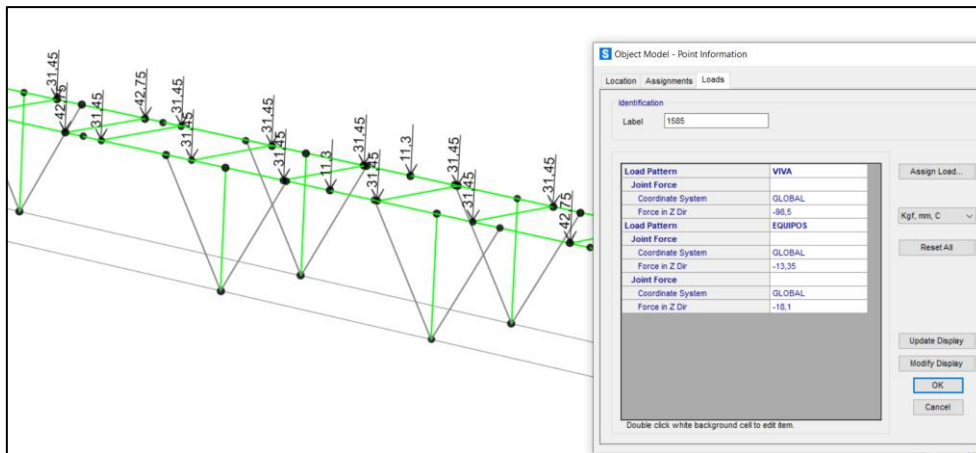 31.45
42.75
31.45
42.75
31.45
31.45
31.45
31.45
11.3
31.45
31.45
11.3
31.45
31.45
31.45
42.75
S Object Model - Point Information
Location Assignments Loads
Identification
Label 1585
Load Pattern VIVA
Joint Force
Coordinate System GLOBAL
Force in Z Dir -98,5
Load Pattern EQUIPOS
Joint Force
Coordinate System GLOBAL
Force in Z Dir -13,35
Joint Force
Coordinate System GLOBAL
Force in Z Dir -18,1
Assign Load...
Kgf, mm, C
Reset All
Update Display
Modify Display
OK
Cancel
Double click white background cell to edit item.